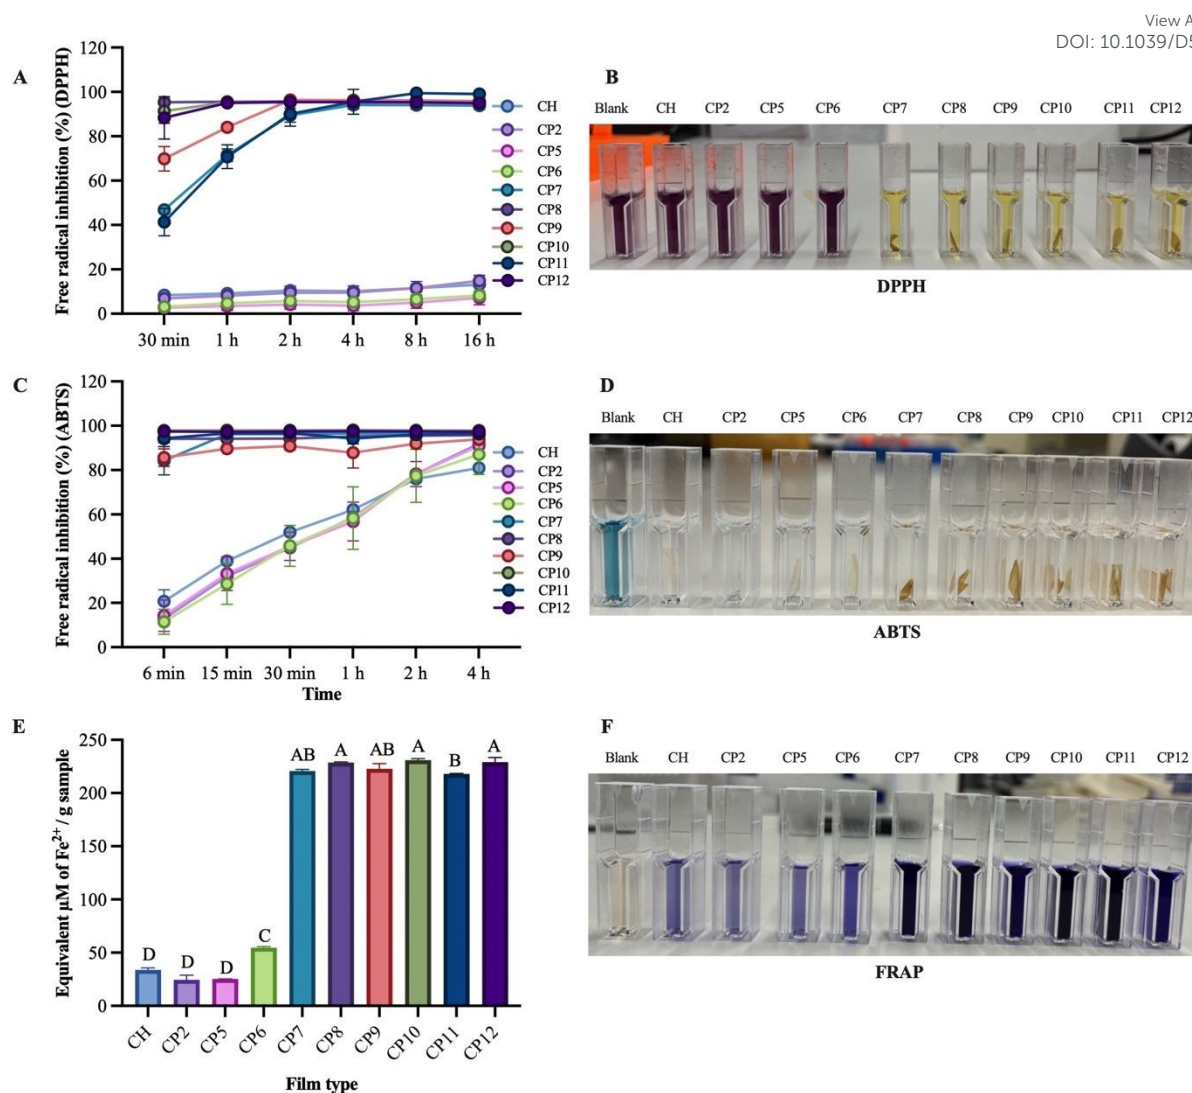 View A
DOI: 10.1039/D5
A
Free radical inhibition (%) (DPPH)
120
100
80
60
40
20
0
30 min 1 h 2 h 4 h 8 h 16 h
CH
CP2
CP5
CP6
CP7
CP8
CP9
CP10
CP11
CP12
B
Blank CH CP2 CP5 CP6 CP7 CP8 CP9 CP10 CP11 CP12
DPPH
C
Free radical inhibition (%) (ABTS)
120
100
80
60
40
20
0
6 min 15 min 30 min 1 h 2 h 4 h
Time
CH
CP2
CP5
CP6
CP7
CP8
CP9
CP10
CP11
CP12
D
Blank CH CP2 CP5 CP6 CP7 CP8 CP9 CP10 CP11 CP12
ABTS
E
Equivalent µM of Fe²⁺ / g sample
250
200
150
100
50
0
D D D C AB A AB A B A
CH CP2 CP5 CP6 CP7 CP8 CP9 CP10 CP11 CP12
Film type
F
Blank CH CP2 CP5 CP6 CP7 CP8 CP9 CP10 CP11 CP12
FRAP